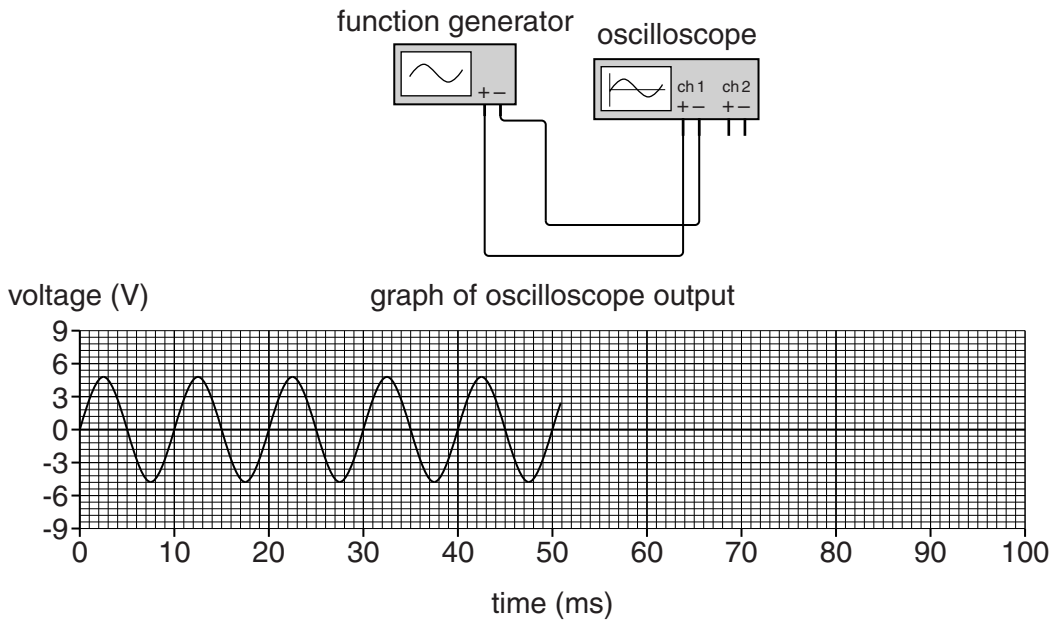 function generator
oscilloscope
ch 1 ch 2
+ − + − + −
voltage (V) graph of oscilloscope output
9
6
3
0
-3
-6
-9
0 10 20 30 40 50 60 70 80 90 100
time (ms)